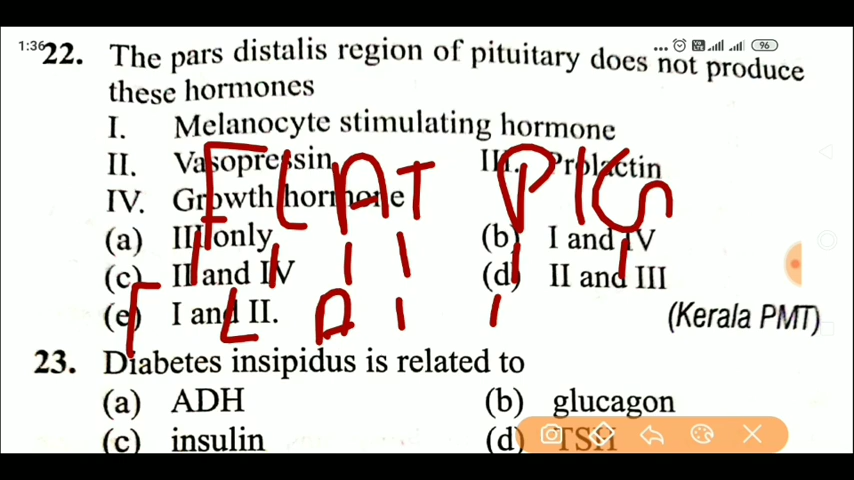 1:36 96
22. The pars distalis region of pituitary does not produce
these hormones
I. Melanocyte stimulating hormone
II. Vasopressin III. Prolactin
IV. Growth hormone
FLAT PIG
(a) III only (b) I and IV
(c) II and IV (d) II and III
(e) I and II.
FLA
(Kerala PMT)
23. Diabetes insipidus is related to
(a) ADH (b) glucagon
(c) insulin (d) TSH